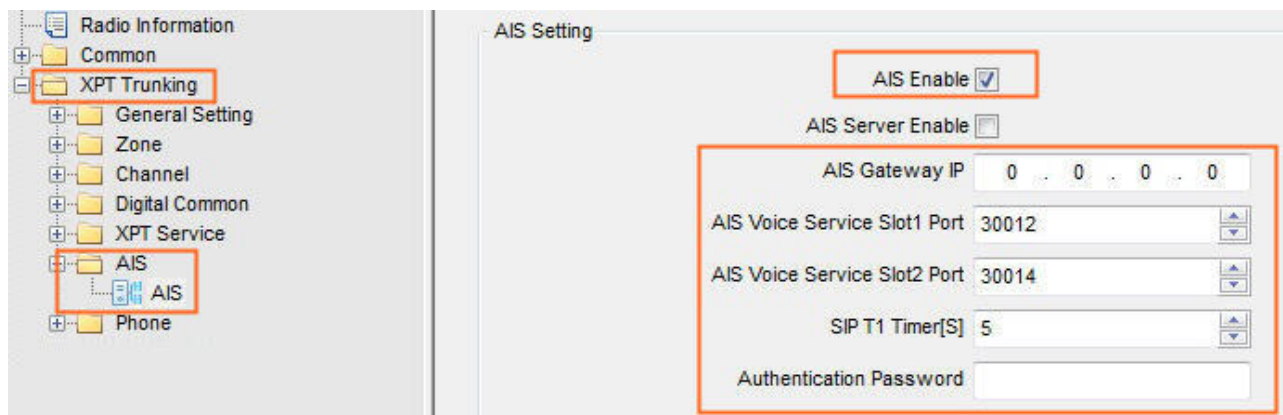 Radio Information
Common
XPT Trunking
General Setting
Zone
Channel
Digital Common
XPT Service
AIS
AIS
Phone
AIS Setting
AIS Enable
AIS Server Enable
AIS Gateway IP 0 . 0 . 0 . 0
AIS Voice Service Slot1 Port 30012
AIS Voice Service Slot2 Port 30014
SIP T1 Timer[S] 5
Authentication Password